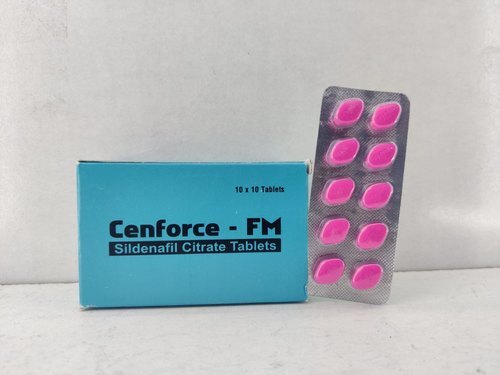 10 x 10 Tablets
Cenforce - FM
Sildenafil Citrate Tablets